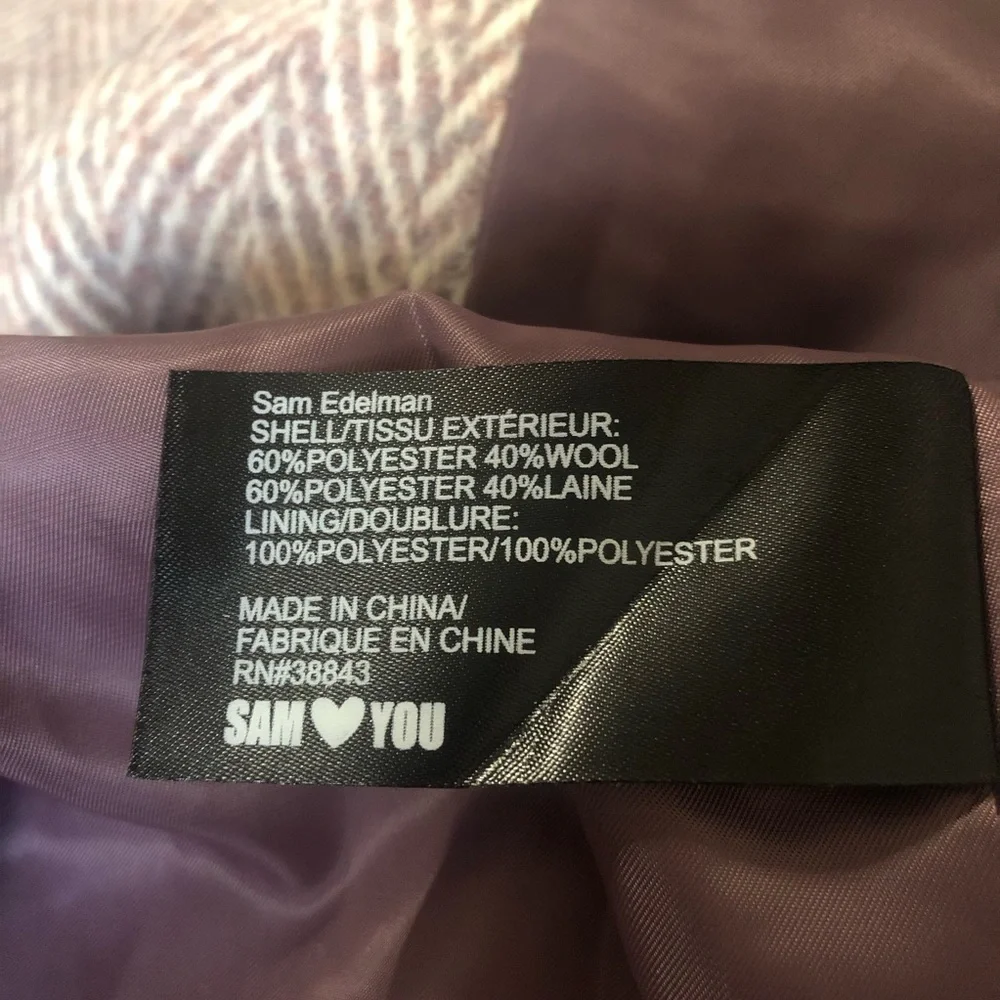 Sam Edelman
SHELL/TISSU EXTÉRIEUR:
60%POLYESTER 40%WOOL
60%POLYESTER 40%LAINE
LINING/DOUBLURE:
100%POLYESTER/100%POLYESTER
MADE IN CHINA/
FABRIQUE EN CHINE
RN#38843
SAM ♥ YOU